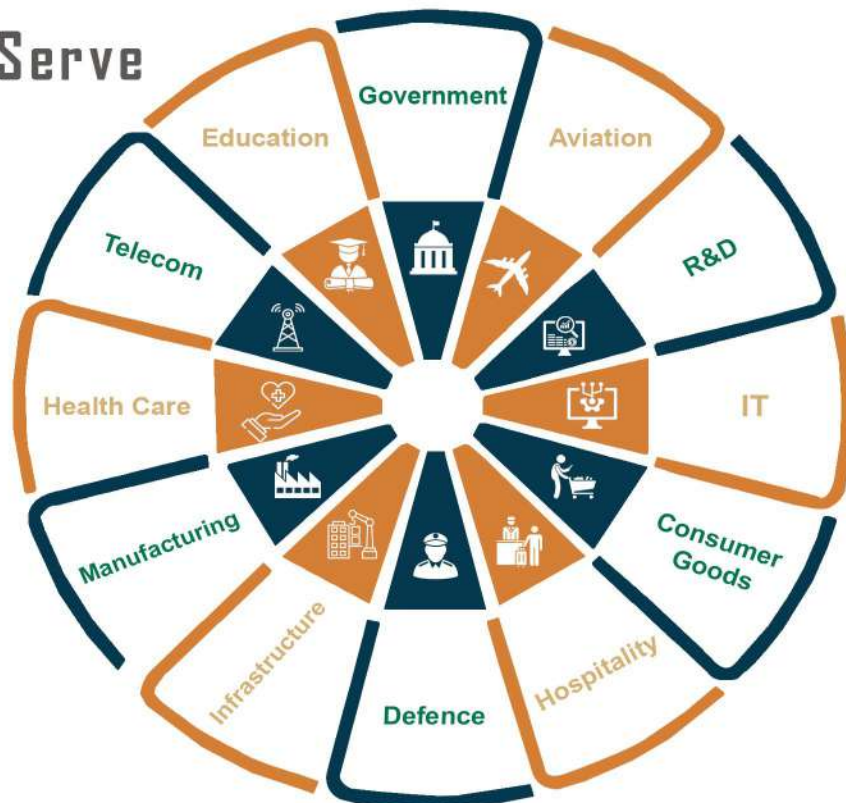 Serve
Government
Aviation
R&D
IT
Consumer
Goods
Hospitality
Defence
Infrastructure
Manufacturing
Health Care
Telecom
Education